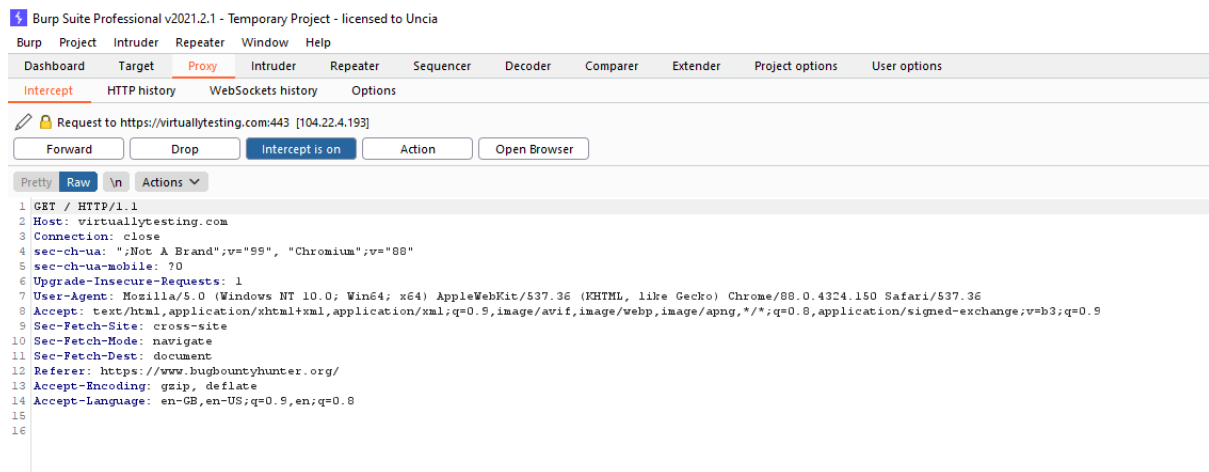 Burp Suite Professional v2021.2.1 - Temporary Project - licensed to Uncia
Burp Project Intruder Repeater Window Help
Dashboard Target Proxy Intruder Repeater Sequencer Decoder Comparer Extender Project options User options
Intercept HTTP history WebSockets history Options
Request to https://virtuallytesting.com:443 [104.22.4.193]
Forward Drop Intercept is on Action Open Browser
Pretty Raw \n Actions
1 GET / HTTP/1.1
2 Host: virtuallytesting.com
3 Connection: close
4 sec-ch-ua: ";Not A Brand";v="99", "Chromium";v="88"
5 sec-ch-ua-mobile: ?0
6 Upgrade-Insecure-Requests: 1
7 User-Agent: Mozilla/5.0 (Windows NT 10.0; Win64; x64) AppleWebKit/537.36 (KHTML, like Gecko) Chrome/88.0.4324.150 Safari/537.36
8 Accept: text/html,application/xhtml+xml,application/xml;q=0.9,image/avif,image/webp,image/apng,*/*;q=0.8,application/signed-exchange;v=b3;q=0.9
9 Sec-Fetch-Site: cross-site
10 Sec-Fetch-Mode: navigate
11 Sec-Fetch-Dest: document
12 Referer: https://www.bugbountyhunter.org/
13 Accept-Encoding: gzip, deflate
14 Accept-Language: en-GB,en-US;q=0.9,en;q=0.8
15
16